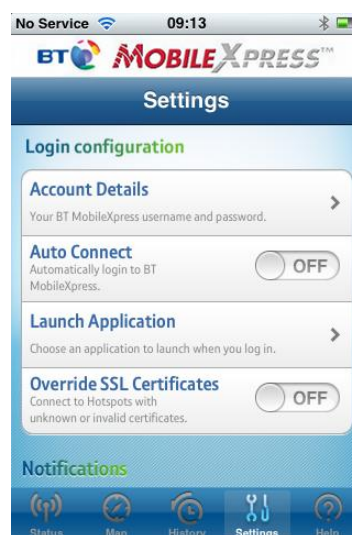 No Service 09:13
BT MOBILEXPRESS™
Settings
Login configuration
Account Details
Your BT MobileXpress username and password.
Auto Connect
Automatically login to BT
MobileXpress.
OFF
Launch Application
Choose an application to launch when you log in.
Override SSL Certificates
Connect to Hotspots with
unknown or invalid certificates.
OFF
Notifications
Status Map History Settings Help